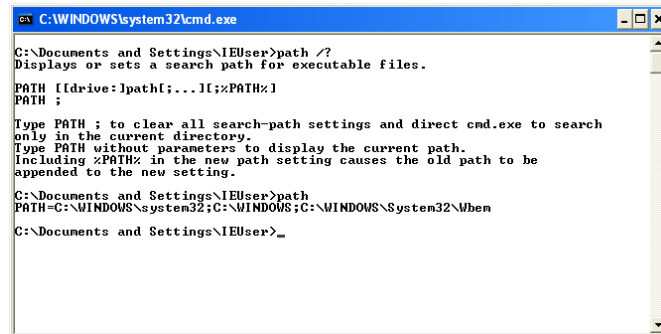 C:\WINDOWS\system32\cmd.exe
C:\Documents and Settings\IEUser>path /?
Displays or sets a search path for executable files.
PATH [[drive:]path[;...][;%PATH%]
PATH ;
Type PATH ; to clear all search-path settings and direct cmd.exe to search
only in the current directory.
Type PATH without parameters to display the current path.
Including %PATH% in the new path setting causes the old path to be
appended to the new setting.
C:\Documents and Settings\IEUser>path
PATH=C:\WINDOWS\system32;C:\WINDOWS;C:\WINDOWS\System32\Wbem
C:\Documents and Settings\IEUser>_